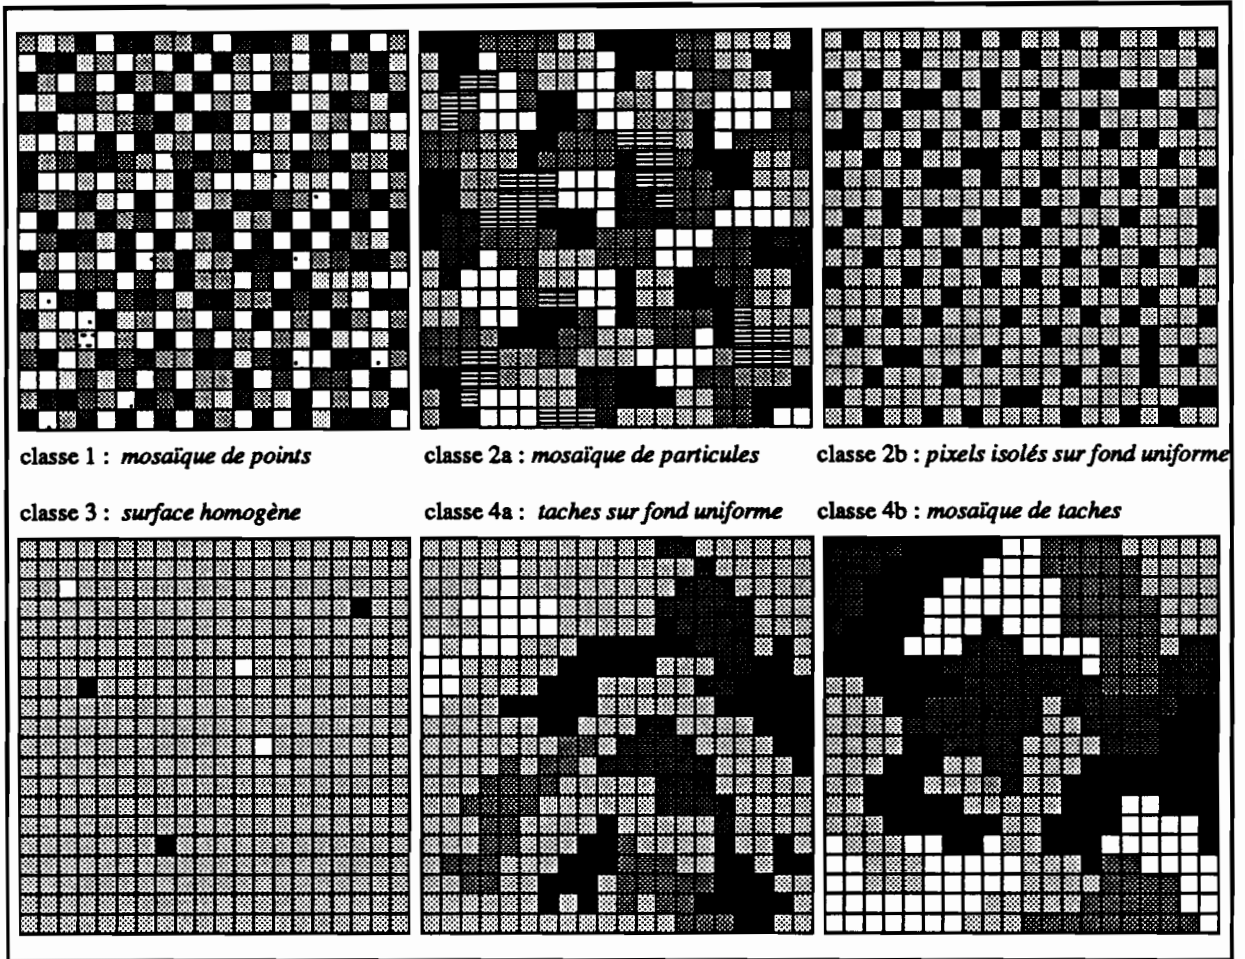 classe 1 : mosaïque de points
classe 2a : mosaïque de particules
classe 2b : pixels isolés sur fond uniforme
classe 3 : surface homogène
classe 4a : taches sur fond uniforme
classe 4b : mosaïque de taches